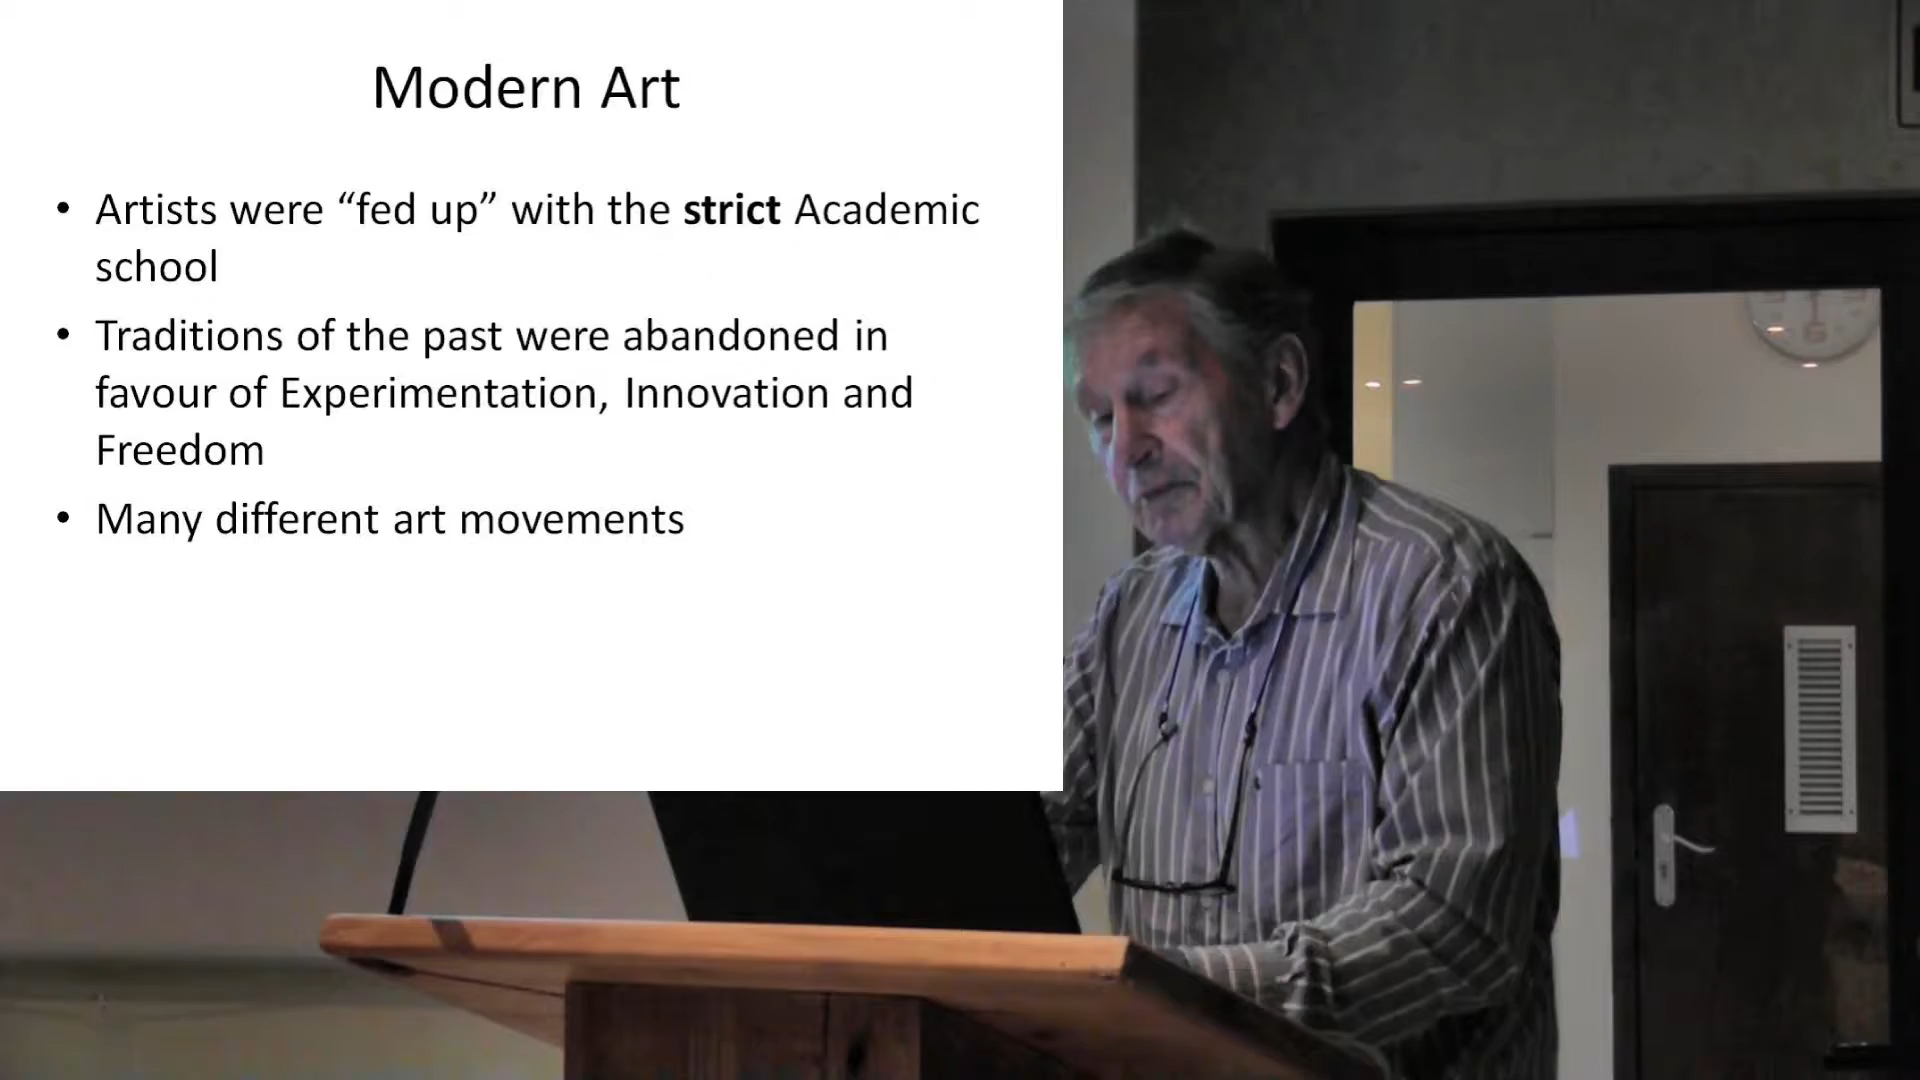 Modern Art
• Artists were “fed up” with the strict Academic
school
• Traditions of the past were abandoned in
favour of Experimentation, Innovation and
Freedom
• Many different art movements